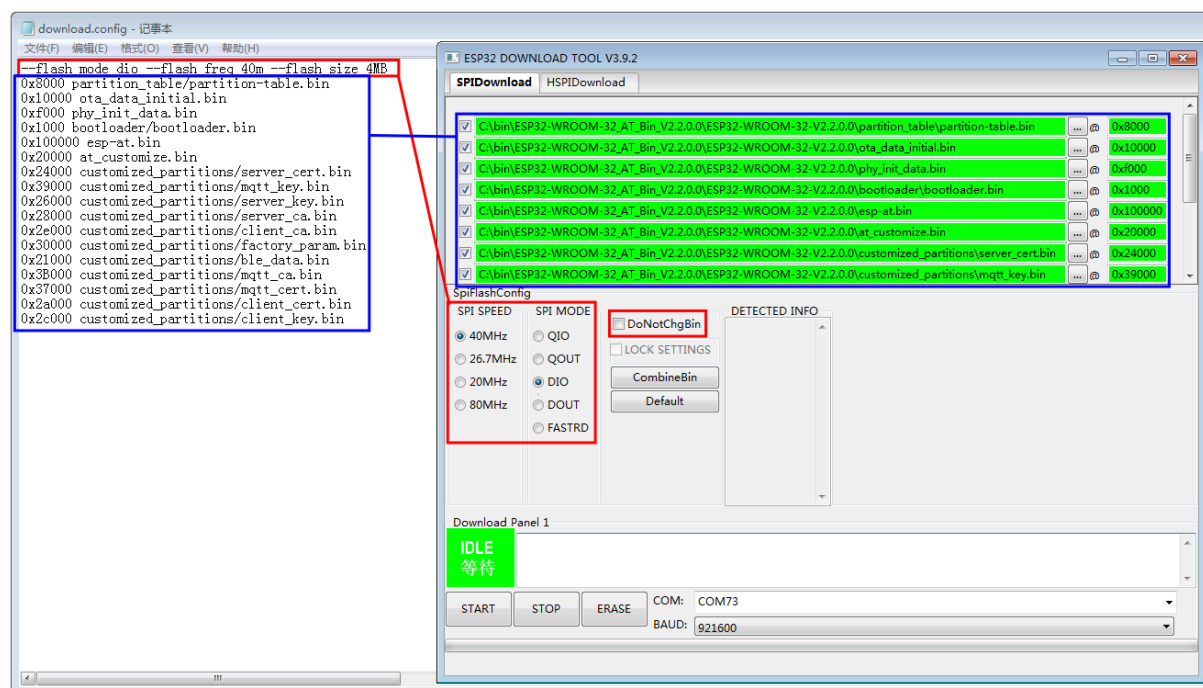 download.config - 记事本
文件(F) 编辑(E) 格式(O) 查看(V) 帮助(H)
--flash mode dio --flash freq 40m --flash size 4MB
0x8000 partition_table/partition-table.bin
0x10000 ota_data_initial.bin
0xf000 phy_init_data.bin
0x1000 bootloader/bootloader.bin
0x100000 esp-at.bin
0x20000 at_customize.bin
0x24000 customized_partitions/server_cert.bin
0x39000 customized_partitions/mqtt_key.bin
0x26000 customized_partitions/server_key.bin
0x28000 customized_partitions/server_ca.bin
0x2e000 customized_partitions/client_ca.bin
0x30000 customized_partitions/factory_param.bin
0x21000 customized_partitions/ble_data.bin
0x3B000 customized_partitions/mqtt_ca.bin
0x37000 customized_partitions/mqtt_cert.bin
0x2a000 customized_partitions/client_cert.bin
0x2c000 customized_partitions/client_key.bin
ESP32 DOWNLOAD TOOL V3.9.2
SPIDownload HSPIDownload
C:\bin\ESP32-WROOM-32_AT_Bin_V2.2.0.0\ESP32-WROOM-32-V2.2.0.0\partition_table\partition-table.bin ... @ 0x8000
C:\bin\ESP32-WROOM-32_AT_Bin_V2.2.0.0\ESP32-WROOM-32-V2.2.0.0\ota_data_initial.bin ... @ 0x10000
C:\bin\ESP32-WROOM-32_AT_Bin_V2.2.0.0\ESP32-WROOM-32-V2.2.0.0\phy_init_data.bin ... @ 0xf000
C:\bin\ESP32-WROOM-32_AT_Bin_V2.2.0.0\ESP32-WROOM-32-V2.2.0.0\bootloader\bootloader.bin ... @ 0x1000
C:\bin\ESP32-WROOM-32_AT_Bin_V2.2.0.0\ESP32-WROOM-32-V2.2.0.0\esp-at.bin ... @ 0x100000
C:\bin\ESP32-WROOM-32_AT_Bin_V2.2.0.0\ESP32-WROOM-32-V2.2.0.0\at_customize.bin ... @ 0x20000
C:\bin\ESP32-WROOM-32_AT_Bin_V2.2.0.0\ESP32-WROOM-32-V2.2.0.0\customized_partitions\server_cert.bin ... @ 0x24000
C:\bin\ESP32-WROOM-32_AT_Bin_V2.2.0.0\ESP32-WROOM-32-V2.2.0.0\customized_partitions\mqtt_key.bin ... @ 0x39000
SpiFlashConfig
SPI SPEED
40MHz
26.7MHz
20MHz
80MHz
SPI MODE
QIO
QOUT
DIO
DOUT
FASTRD
DoNotChgBin
LOCK SETTINGS
CombineBin
Default
DETECTED INFO
Download Panel 1
IDLE
等待
START STOP ERASE
COM: COM73
BAUD: 921600